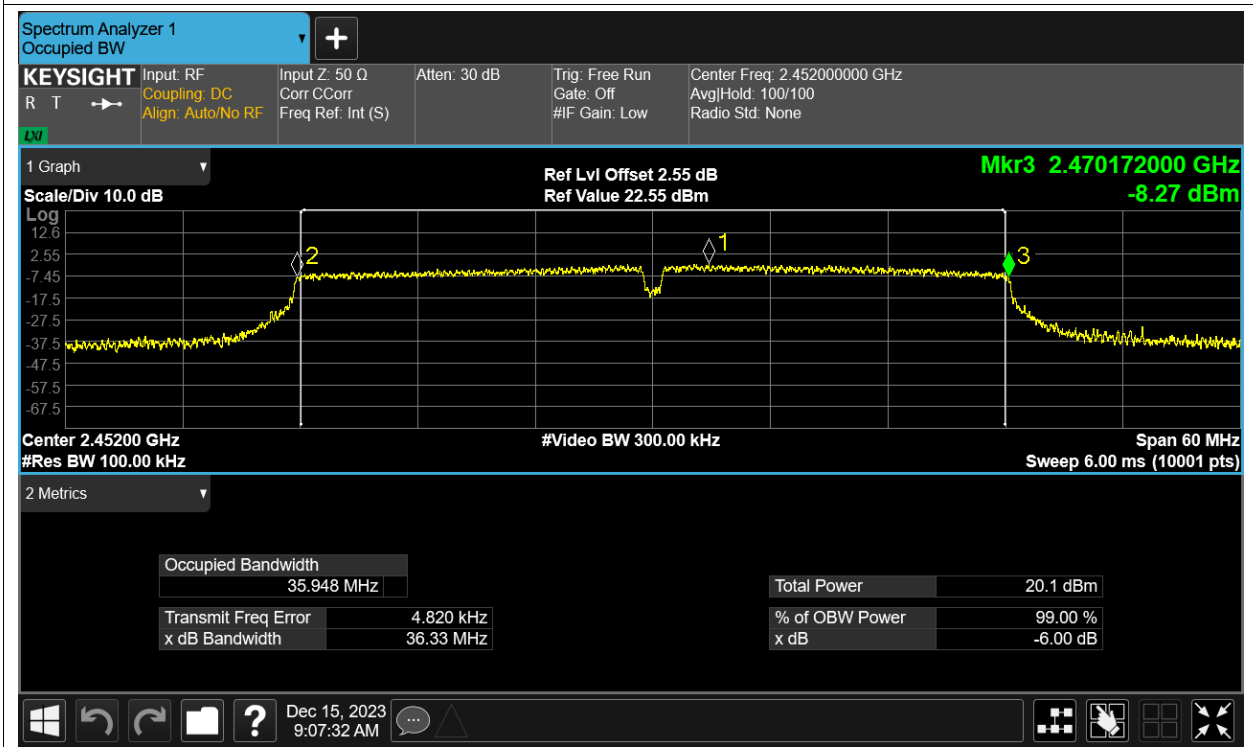 Spectrum Analyzer 1
Occupied BW
KEYSIGHT
R T
LXI
Input: RF
Coupling: DC
Align: Auto/No RF
Input Z: 50 Ω
Corr CCorr
Freq Ref: Int (S)
Atten: 30 dB
Trig: Free Run
Gate: Off
#IF Gain: Low
Center Freq: 2.452000000 GHz
Avg|Hold: 100/100
Radio Std: None
1 Graph
Scale/Div 10.0 dB
Ref Lvl Offset 2.55 dB
Ref Value 22.55 dBm
Mkr3 2.470172000 GHz
-8.27 dBm
Log
12.6
2.55
-7.45
-17.5
-27.5
-37.5
-47.5
-57.5
-67.5
2
1
3
Center 2.45200 GHz
#Video BW 300.00 kHz
Span 60 MHz
#Res BW 100.00 kHz
Sweep 6.00 ms (10001 pts)
2 Metrics
Occupied Bandwidth
35.948 MHz
Total Power 20.1 dBm
Transmit Freq Error 4.820 kHz
% of OBW Power 99.00 %
x dB Bandwidth 36.33 MHz
x dB -6.00 dB
?
Dec 15, 2023
9:07:32 AM